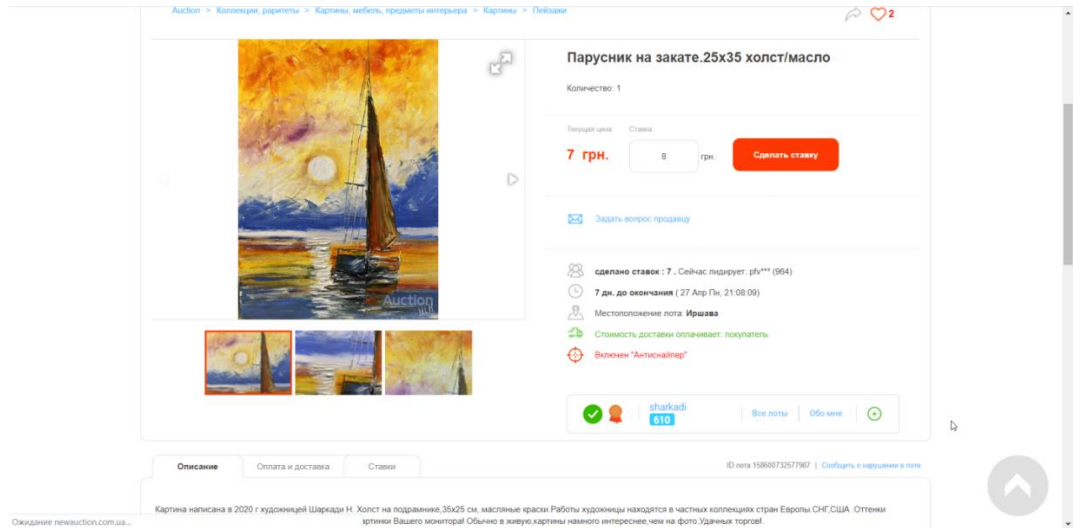 Auction > Коллекции, раритеты > Картины, мебель, предметы интерьера > Картины > Пейзажи
2
Парусник на закате.25x35 холст/масло
Количество: 1
Текущая цена Ставка
7 грн. 8 грн. Сделать ставку
Задать вопрос продавцу
сделано ставок : 7 , Сейчас лидирует: pfv*** (964)
7 дн. до окончания ( 27 Апр Пн, 21:08:09)
Auction
Местоположение лота: Иршава
Стоимость доставки оплачивает: покупатель
Включен "Антиснайпер"
sharkadi
610
Все лоты Обо мне
Описание Оплата и доставка Ставки
ID лота 158600732577987 | Сообщить о нарушении в лоте
Картина написана в 2020 г художницей Шаркади Н. Холст на подрамнике,35х25 см, масляные краски.Работы художницы находятся в частных коллекциях стран Европы.СНГ,США .Оттенки
Ожидание newauction.com.ua...
артинки Вашего монитора! Обычно в живую,картины намного интереснее,чем на фото.Удачных торгов!.